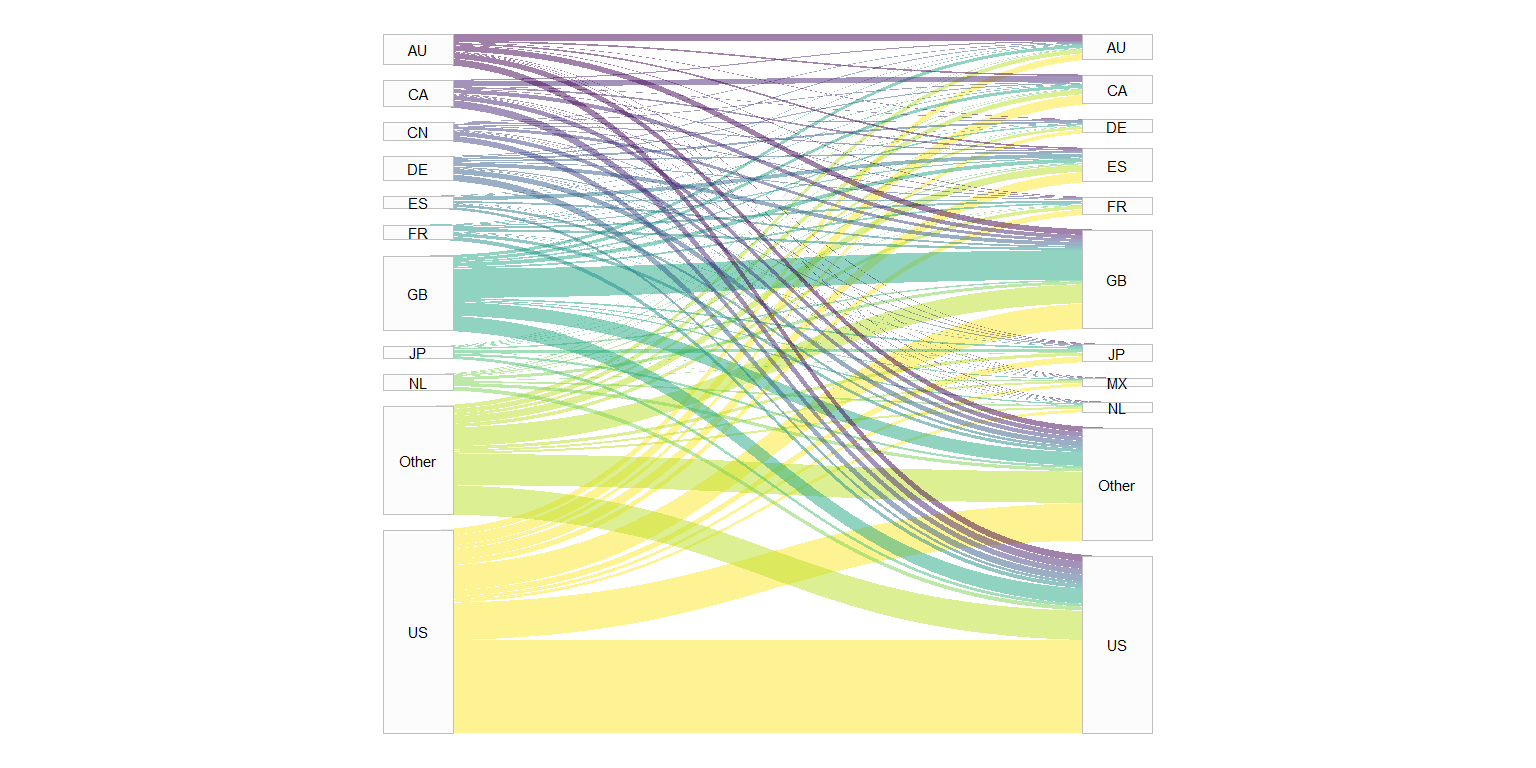 AU
CA
CN
DE
ES
FR
GB
JP
NL
Other
US
AU
CA
DE
ES
FR
GB
JP
MX
NL
Other
US